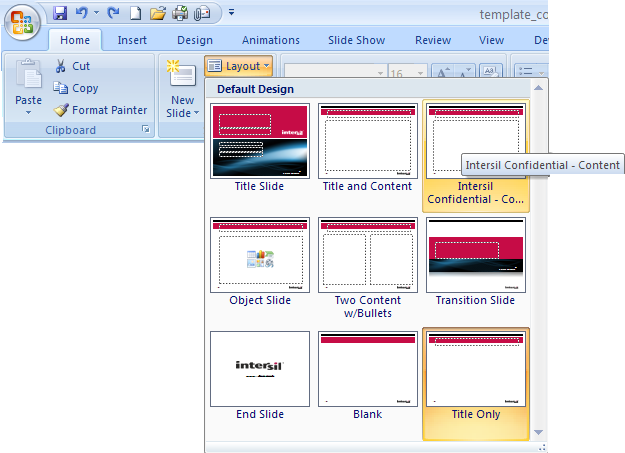 template_co
Home Insert Design Animations Slide Show Review View De
Cut
Copy
Format Painter
Paste
Clipboard
New
Slide
Layout
16
A A
Default Design
intersil
Title Slide
Title and Content
Intersil
Confidential - Co...
Intersil Confidential - Content
Object Slide
Two Content
w/Bullets
Transition Slide
intersil
End Slide
Blank
Title Only